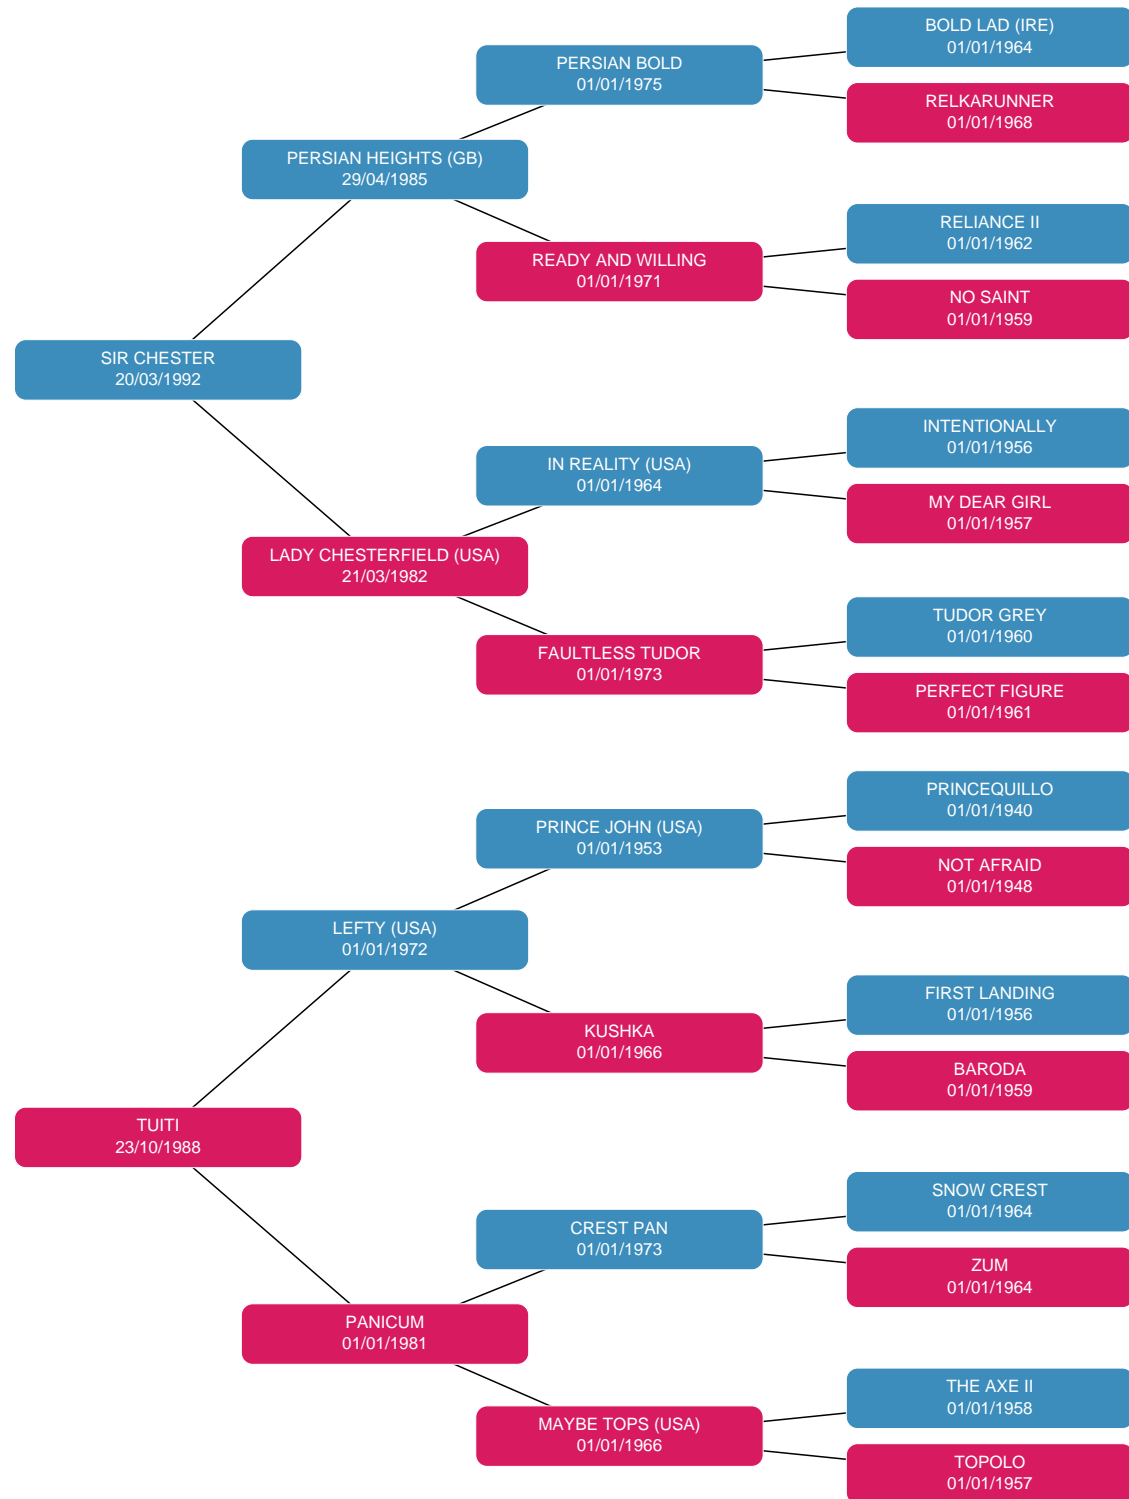 BOLD LAD (IRE)
01/01/1964
PERSIAN BOLD
01/01/1975
RELKARUNNER
01/01/1968
PERSIAN HEIGHTS (GB)
29/04/1985
RELIANCE II
01/01/1962
READY AND WILLING
01/01/1971
NO SAINT
01/01/1959
SIR CHESTER
20/03/1992
INTENTIONALLY
01/01/1956
IN REALITY (USA)
01/01/1964
MY DEAR GIRL
01/01/1957
LADY CHESTERFIELD (USA)
21/03/1982
TUDOR GREY
01/01/1960
FAULTLESS TUDOR
01/01/1973
PERFECT FIGURE
01/01/1961
PRINCEQUILLO
01/01/1940
PRINCE JOHN (USA)
01/01/1953
NOT AFRAID
01/01/1948
LEFTY (USA)
01/01/1972
FIRST LANDING
01/01/1956
KUSHKA
01/01/1966
BARODA
01/01/1959
TUITI
23/10/1988
SNOW CREST
01/01/1964
CREST PAN
01/01/1973
ZUM
01/01/1964
PANICUM
01/01/1981
THE AXE II
01/01/1958
MAYBE TOPS (USA)
01/01/1966
TOPOLO
01/01/1957